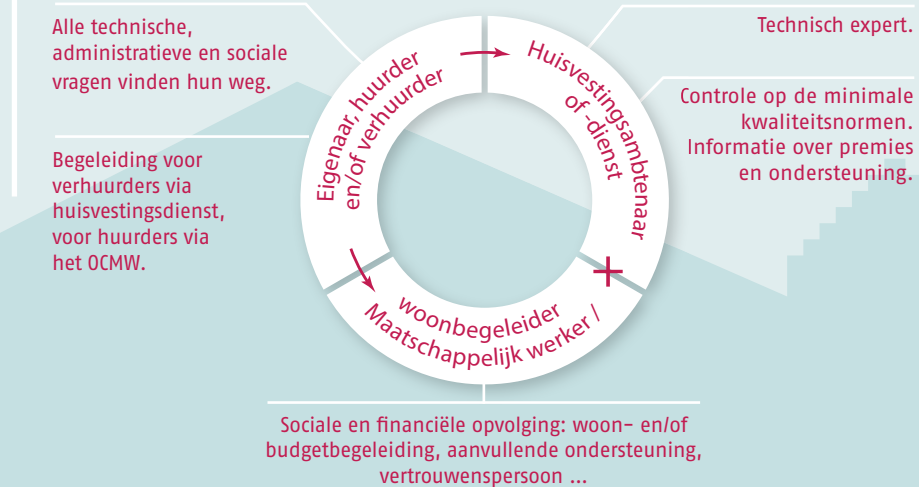 Alle technische,
administratieve en sociale
vragen vinden hun weg.
Begeleiding voor
verhuurders via
huisvestingsdienst,
voor huurders via
het OCMW.
Eigenaar, huurder
en/of verhuurder
Huisvestingsambtenaar
of -dienst
Technisch expert.
Controle op de minimale
kwaliteitsnormen.
Informatie over premies
en ondersteuning.
+
woonbegeleider
Maatschappelijk werker /
Sociale en financiële opvolging: woon- en/of
budgetbegeleiding, aanvullende ondersteuning,
vertrouwenspersoon ...